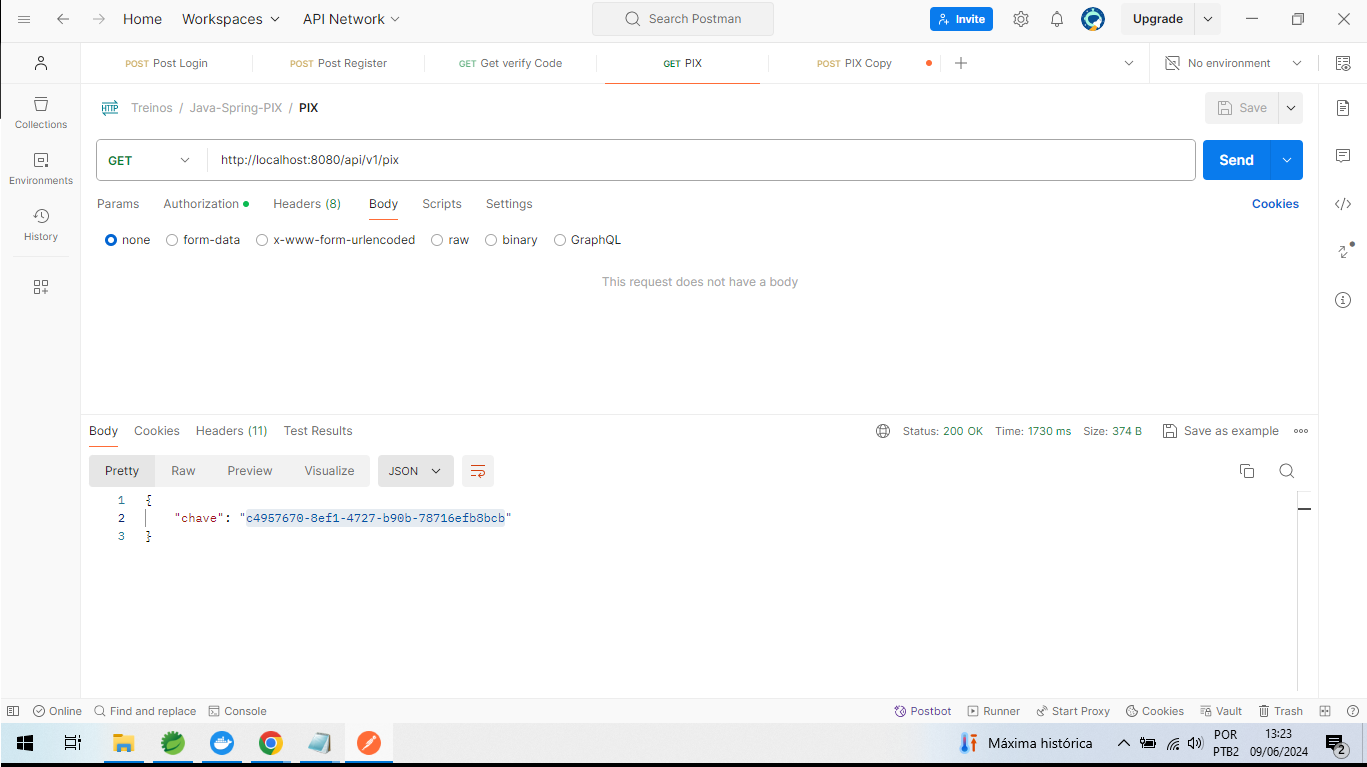 Home Workspaces API Network Search Postman Invite Upgrade
POST Post Login POST Post Register GET Get verify Code GET PIX POST PIX Copy No environment
Collections
Environments
History
HTTP Treinos / Java-Spring-PIX / PIX Save
GET http://localhost:8080/api/v1/pix Send
Params Authorization Headers (8) Body Scripts Settings Cookies
none form-data x-www-form-urlencoded raw binary GraphQL
This request does not have a body
Body Cookies Headers (11) Test Results Status: 200 OK Time: 1730 ms Size: 374 B Save as example
Pretty Raw Preview Visualize JSON
1 {
2 "chave": "c4957670-8ef1-4727-b90b-78716efb8bcb"
3 }
Online Find and replace Console Postbot Runner Start Proxy Cookies Vault Trash
Máxima histórica POR 13:23
PTB2 09/06/2024 2